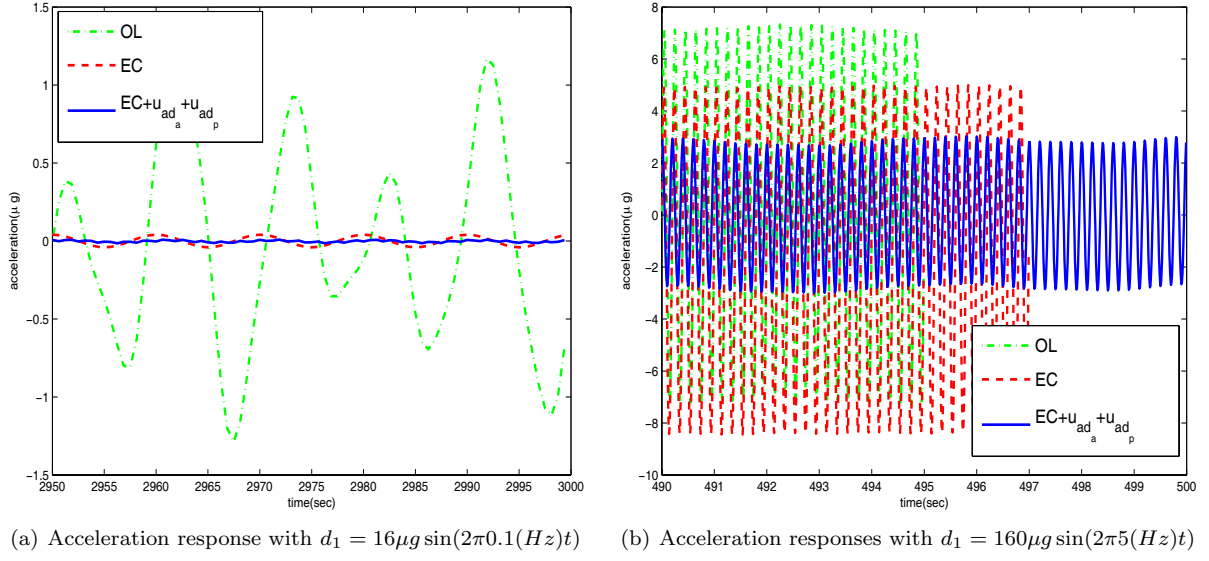 1.5
1
0.5
0
−0.5
−1
−1.5
acceleration(μ g)
OL
EC
EC+u_ad_a +u_ad_p
2950 2955 2960 2965 2970 2975 2980 2985 2990 2995 3000
time(sec)
(a) Acceleration response with d₁ = 16μg sin(2π0.1(Hz)t)
8
6
4
2
0
−2
−4
−6
−8
−10
acceleration(μ g)
OL
EC
EC+u_ad_a +u_ad_p
490 491 492 493 494 495 496 497 498 499 500
time(sec)
(b) Acceleration responses with d₁ = 160μg sin(2π5(Hz)t)